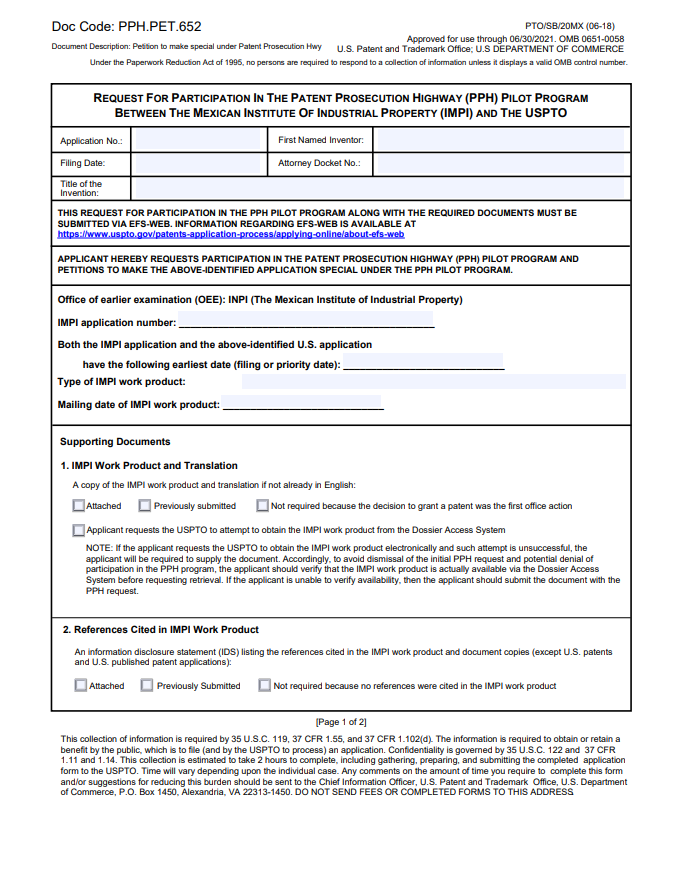 Doc Code: PPH.PET.652
PTO/SB/20MX (06-18)
Approved for use through 06/30/2021. OMB 0651-0058
Document Description: Petition to make special under Patent Prosecution Hwy
U.S. Patent and Trademark Office; U.S DEPARTMENT OF COMMERCE
Under the Paperwork Reduction Act of 1995, no persons are required to respond to a collection of information unless it displays a valid OMB control number.
REQUEST FOR PARTICIPATION IN THE PATENT PROSECUTION HIGHWAY (PPH) PILOT PROGRAM
BETWEEN THE MEXICAN INSTITUTE OF INDUSTRIAL PROPERTY (IMPI) AND THE USPTO
Application No.:
First Named Inventor:
Filing Date:
Attorney Docket No.:
Title of the
Invention:
THIS REQUEST FOR PARTICIPATION IN THE PPH PILOT PROGRAM ALONG WITH THE REQUIRED DOCUMENTS MUST BE
SUBMITTED VIA EFS-WEB. INFORMATION REGARDING EFS-WEB IS AVAILABLE AT
https://www.uspto.gov/patents-application-process/applying-online/about-efs-web
APPLICANT HEREBY REQUESTS PARTICIPATION IN THE PATENT PROSECUTION HIGHWAY (PPH) PILOT PROGRAM AND
PETITIONS TO MAKE THE ABOVE-IDENTIFIED APPLICATION SPECIAL UNDER THE PPH PILOT PROGRAM.
Office of earlier examination (OEE): INPI (The Mexican Institute of Industrial Property)
IMPI application number:
Both the IMPI application and the above-identified U.S. application
have the following earliest date (filing or priority date):
Type of IMPI work product:
Mailing date of IMPI work product:
Supporting Documents
1. IMPI Work Product and Translation
A copy of the IMPI work product and translation if not already in English:
Attached Previously submitted Not required because the decision to grant a patent was the first office action
Applicant requests the USPTO to attempt to obtain the IMPI work product from the Dossier Access System
NOTE: If the applicant requests the USPTO to obtain the IMPI work product electronically and such attempt is unsuccessful, the
applicant will be required to supply the document. Accordingly, to avoid dismissal of the initial PPH request and potential denial of
participation in the PPH program, the applicant should verify that the IMPI work product is actually available via the Dossier Access
System before requesting retrieval. If the applicant is unable to verify availability, then the applicant should submit the document with the
PPH request.
2. References Cited in IMPI Work Product
An information disclosure statement (IDS) listing the references cited in the IMPI work product and document copies (except U.S. patents
and U.S. published patent applications):
Attached Previously Submitted Not required because no references were cited in the IMPI work product
[Page 1 of 2]
This collection of information is required by 35 U.S.C. 119, 37 CFR 1.55, and 37 CFR 1.102(d). The information is required to obtain or retain a
benefit by the public, which is to file (and by the USPTO to process) an application. Confidentiality is governed by 35 U.S.C. 122 and 37 CFR
1.11 and 1.14. This collection is estimated to take 2 hours to complete, including gathering, preparing, and submitting the completed application
form to the USPTO. Time will vary depending upon the individual case. Any comments on the amount of time you require to complete this form
and/or suggestions for reducing this burden should be sent to the Chief Information Officer, U.S. Patent and Trademark Office, U.S. Department
of Commerce, P.O. Box 1450, Alexandria, VA 22313-1450. DO NOT SEND FEES OR COMPLETED FORMS TO THIS ADDRESS.